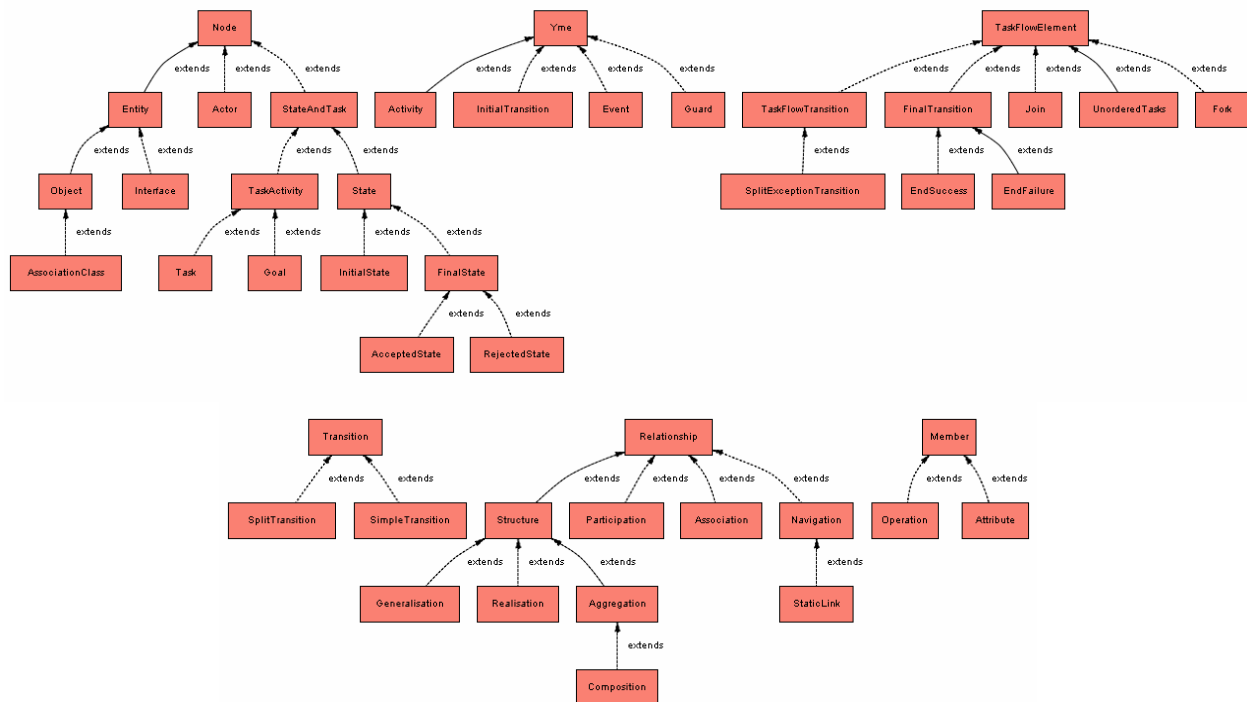 Node
Yme
TaskFlowElement
extends extends extends
extends extends extends extends
extends extends extends extends extends
Entity Actor StateAndTask
Activity InitialTransition Event Guard
TaskFlowTransition FinalTransition Join UnorderedTasks Fork
extends extends extends extends
extends extends extends
Object Interface TaskActivity State
SplitExceptionTransition EndSuccess EndFailure
extends extends extends extends extends
AssociationClass Task Goal InitialState FinalState
extends extends
AcceptedState RejectedState
Transition Relationship Member
extends extends extends extends extends extends extends extends
SplitTransition SimpleTransition Structure Participation Association Navigation Operation Attribute
extends extends extends extends
Generalisation Realisation Aggregation StaticLink
extends
Composition